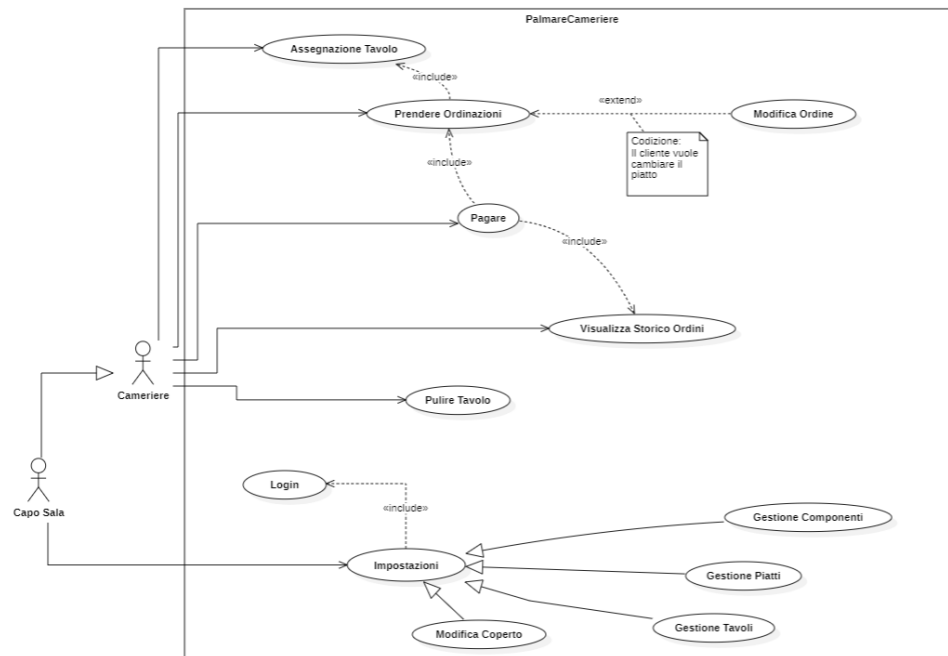 PalmareCameriere
Assegnazione Tavolo
«include»
Prendere Ordinazioni
«extend»
Modifica Ordine
Codizione:
Il cliente vuole
cambiare il
piatto
«include»
Pagare
«include»
Visualizza Storico Ordini
Cameriere
Pulire Tavolo
Capo Sala
Login
«include»
Gestione Componenti
Impostazioni
Gestione Piatti
Gestione Tavoli
Modifica Coperto